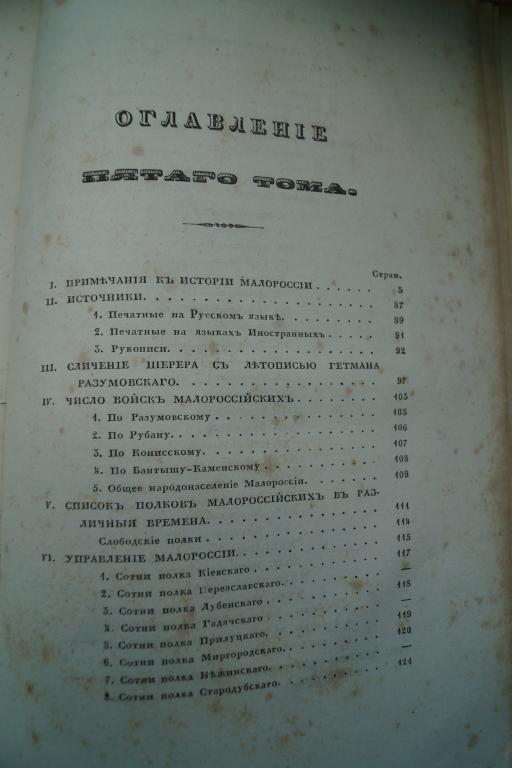 ОГЛАВЛЕНІЕ
ПЯТАГО ТОМА.
Стран.
I. ПРИМѢЧАНІЯ КЪ ИСТОРІИ МАЛОРОССІИ . . . . . . 5
II. ИСТОЧНИКИ. . . . . . . . . . . . . . . . . . . . . 87
1. Печатные на Русскомъ языкѣ. . . . . . . . . . . 89
2. Печатные на языкахъ Иностранныхъ. . . . . . 91
3. Рукописи. . . . . . . . . . . . . . . . . . . . 92
III. СЛИЧЕНІЕ ШЕРЕРА СЪ ЛѢТОПИСЬЮ ГЕТМАНА
РАЗУМОВСКАГО. . . . . . . . . . . . . . . . . . 97
IV. ЧИСЛО ВОЙСКЪ МАЛОРОССІЙСКИХЪ . . . . . . . . 103
1. По Разумовскому . . . . . . . . . . . . . . 105
2. По Рубану. . . . . . . . . . . . . . . . . . 106
3. По Конисскому. . . . . . . . . . . . . . . . 107
4. По Бантышу-Каменскому . . . . . . . . . . . 108
5. Общее народонаселеніе Малороссіи. . . . . . . 109
V. СПИСОКЪ ПОЛКОВЪ МАЛОРОССІЙСКИХЪ ВЪ РАЗ-
ЛИЧНЫЯ ВРЕМЕНА. . . . . . . . . . . . . . . . . 111
Слободскіе полки . . . . . . . . . . . . . . . 114
VI. УПРАВЛЕНІЕ МАЛОРОССІИ. . . . . . . . . . . . . 115
1. Сотни полка Кіевскаго . . . . . . . . . . . . 117
2. Сотни полка Переяславскаго. . . . . . . . . . —
3. Сотни полка Лубенскаго . . . . . . . . . . . 118
4. Сотни полка Гадячскаго . . . . . . . . . . . —
5. Сотни полка Прилуцкаго. . . . . . . . . . . . 119
6. Сотни полка Миргородскаго. . . . . . . . . . 120
7. Сотни полка Нѣжинскаго. . . . . . . . . . . . —
8. Сотни полка Стародубскаго. . . . . . . . . . 121